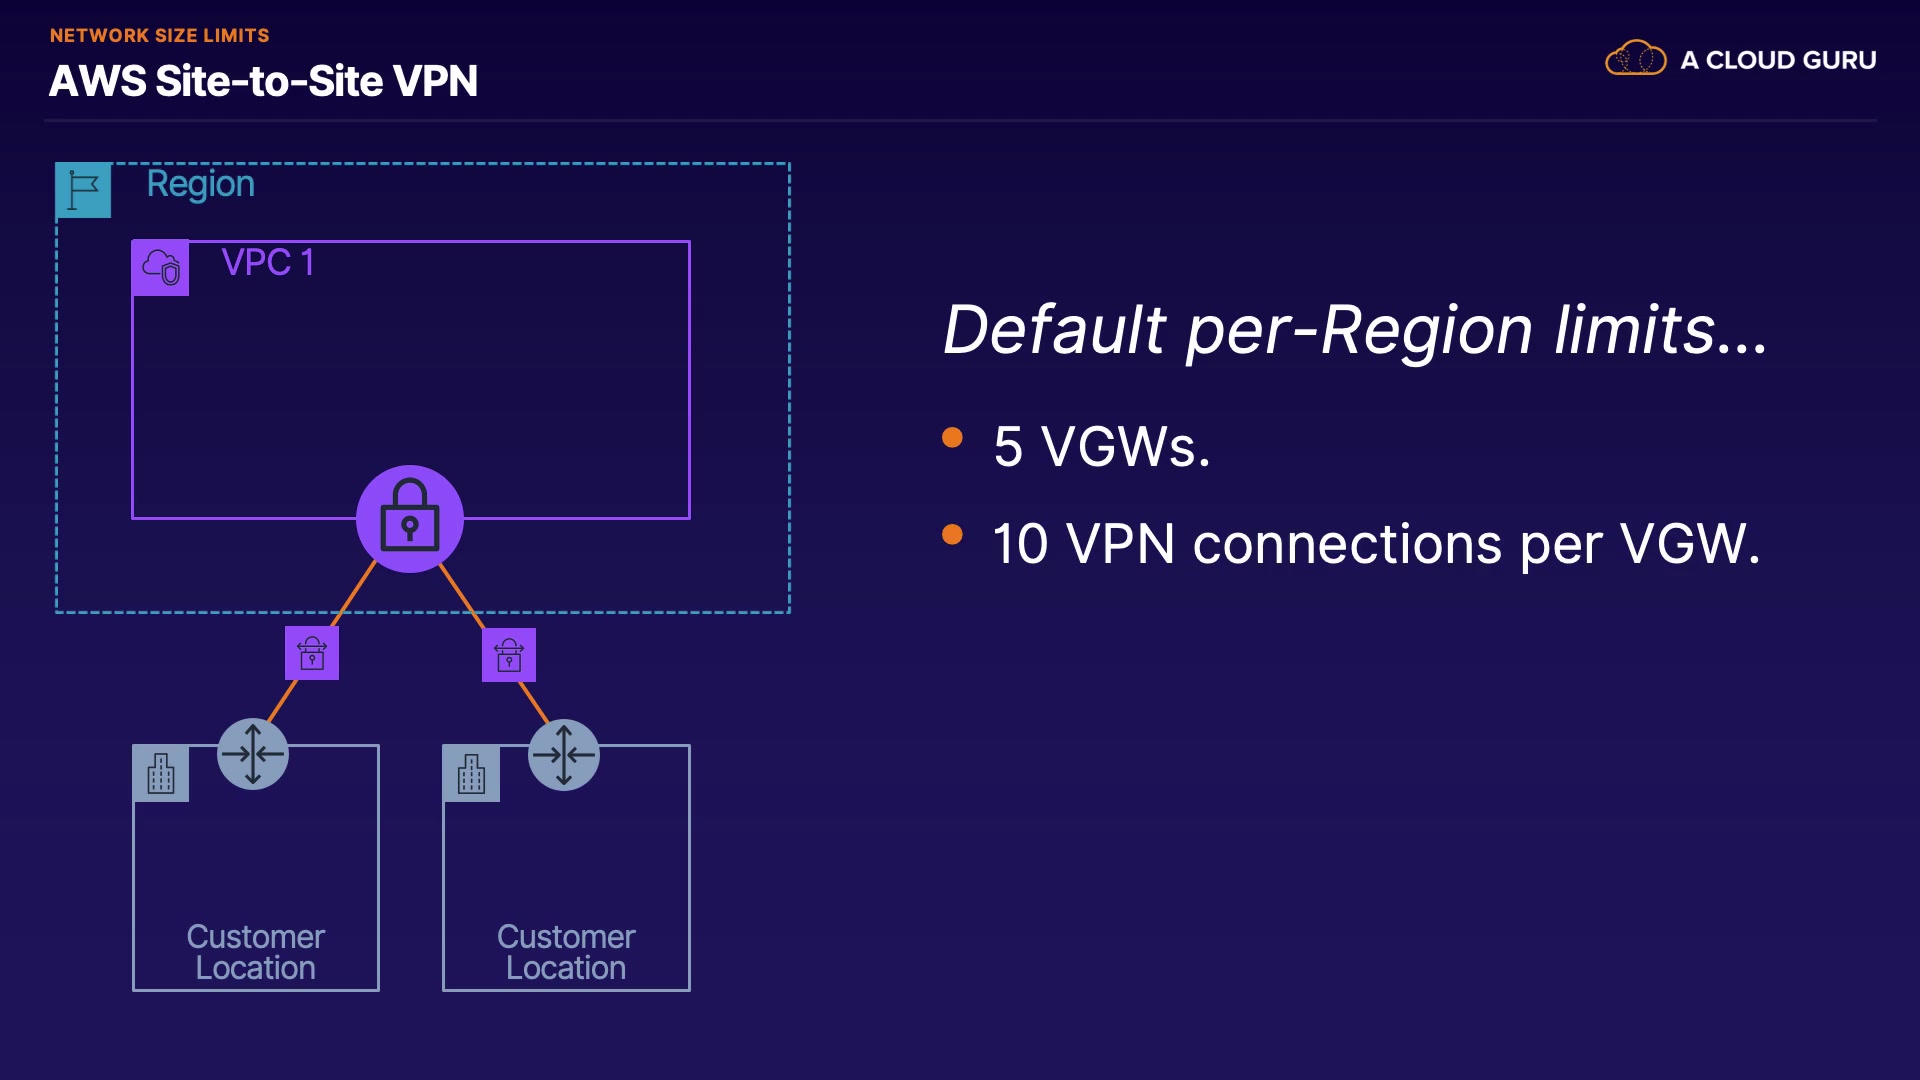 NETWORK SIZE LIMITS
AWS Site-to-Site VPN
A CLOUD GURU
Region
VPC 1
Default per-Region limits...
5 VGWs.
10 VPN connections per VGW.
Customer
Location
Customer
Location